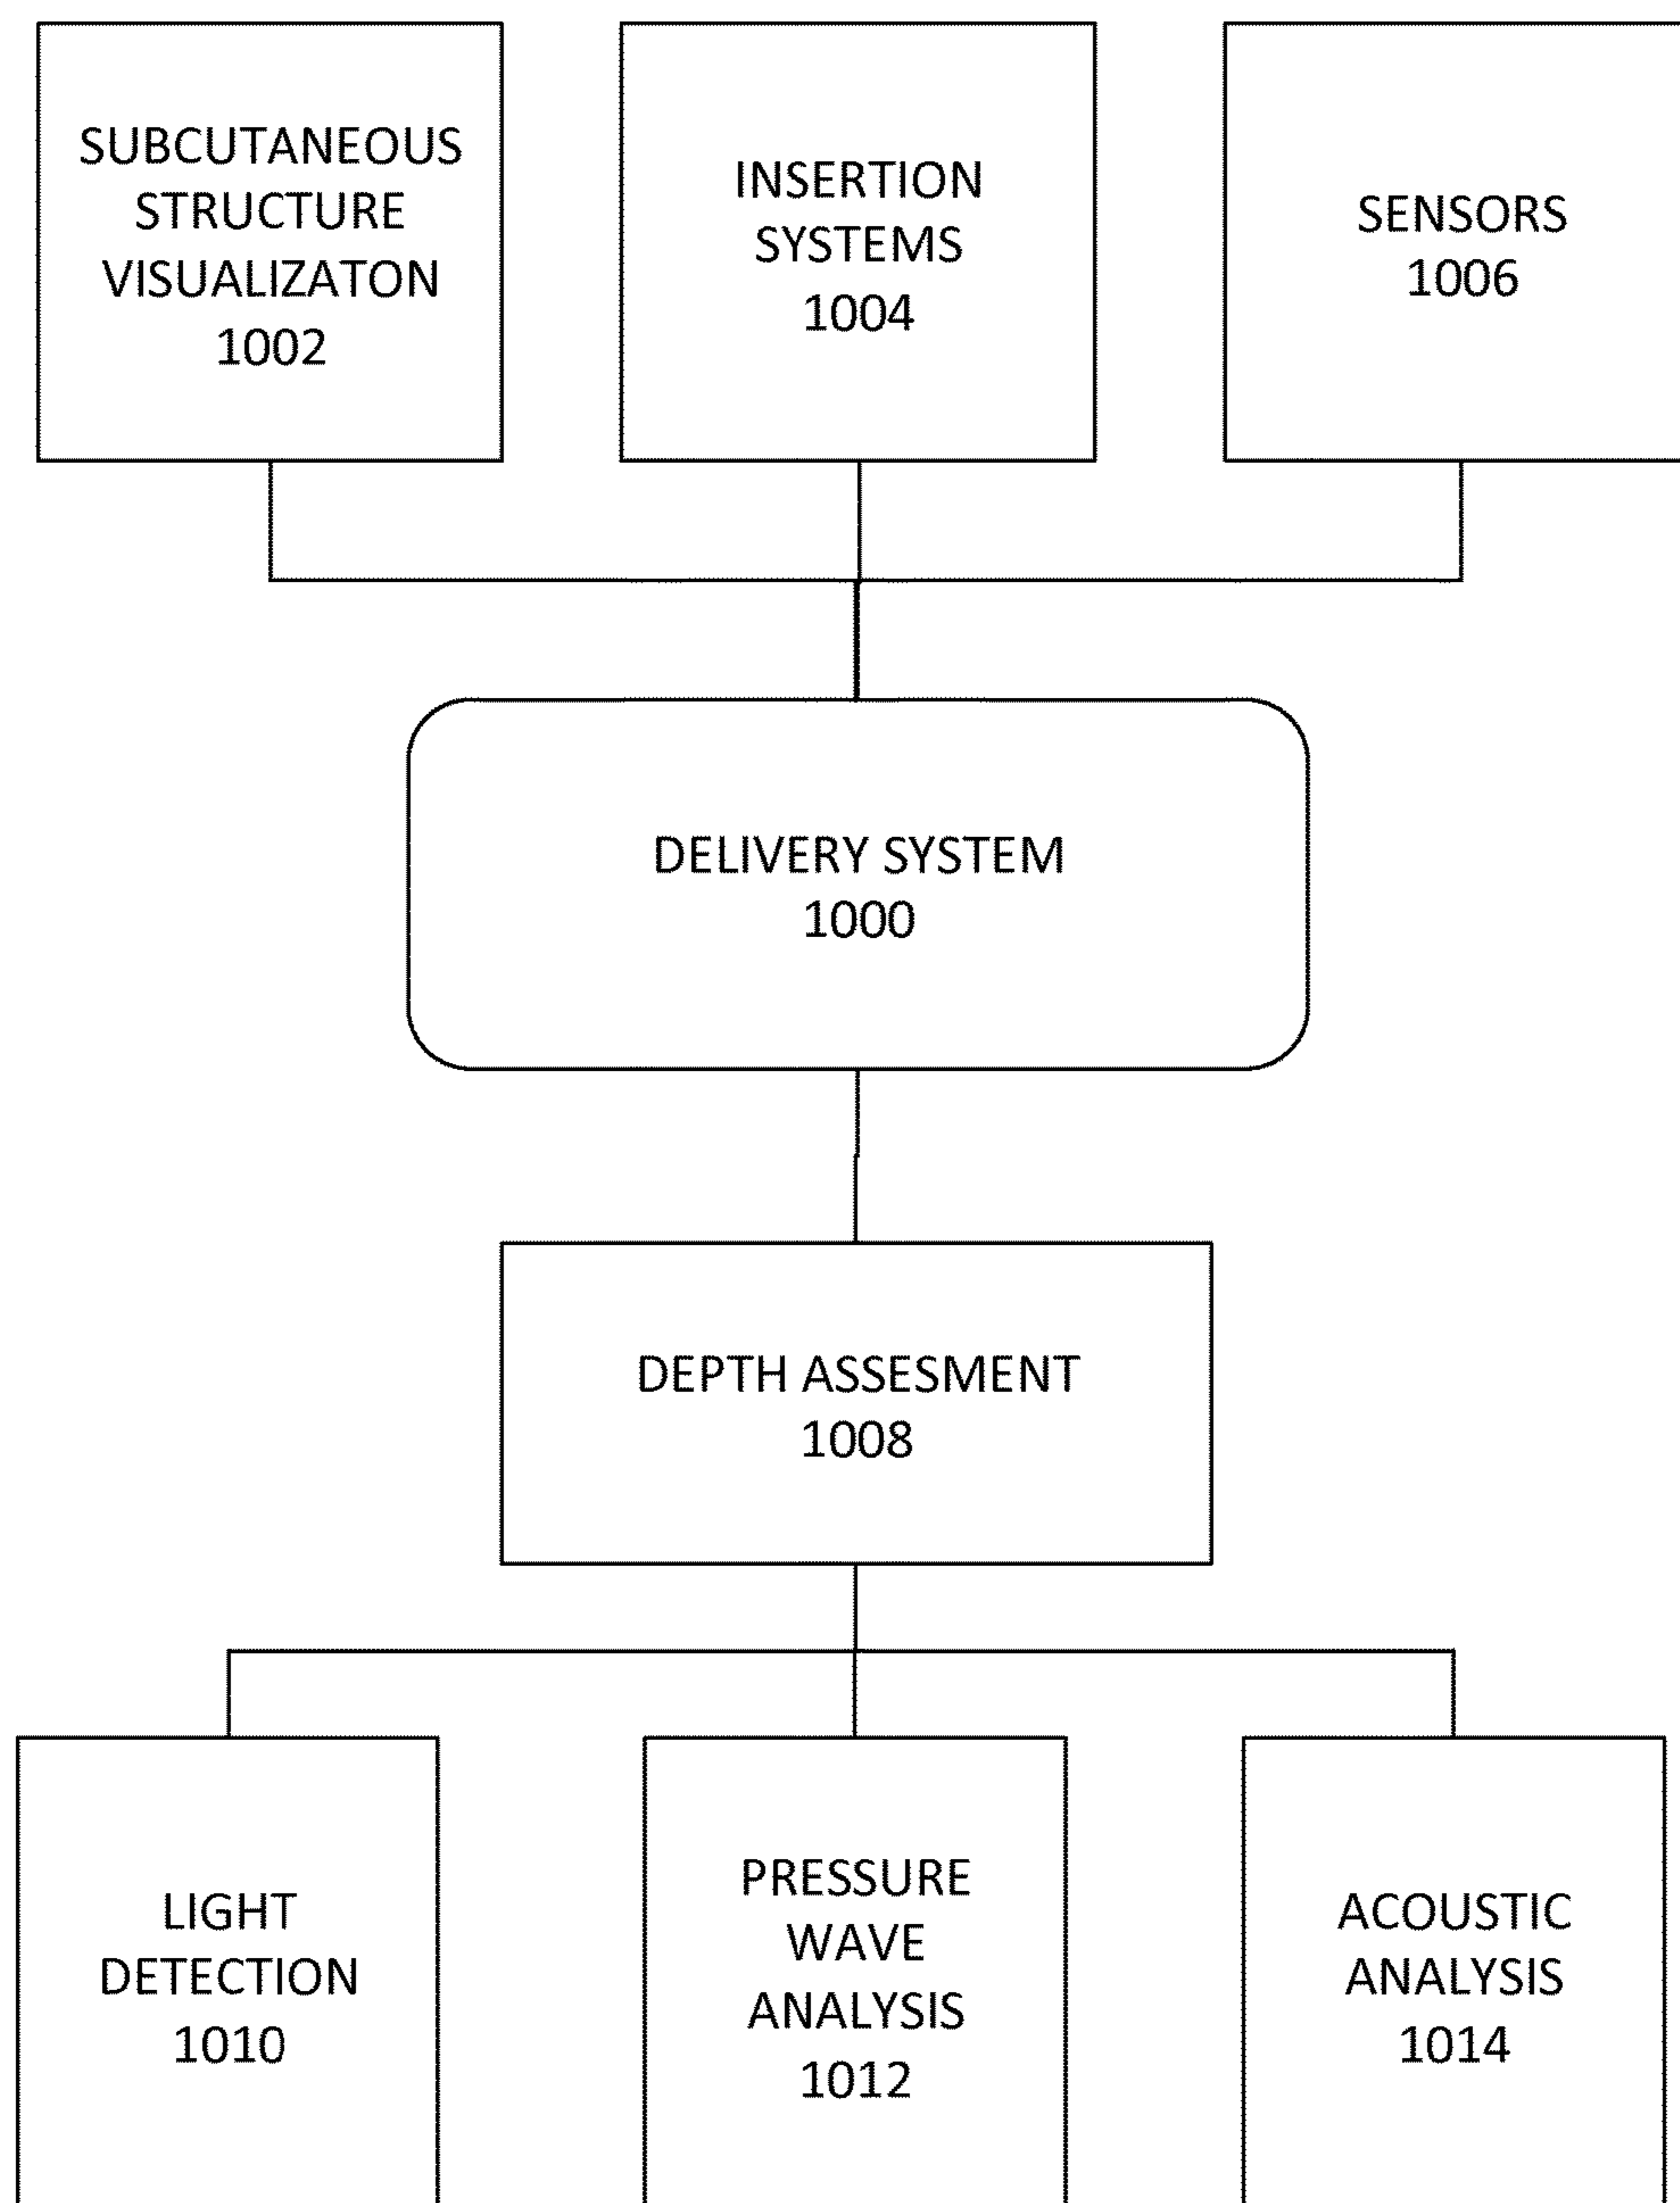 SUBCUTANEOUS
STRUCTURE
VISUALIZATON
1002
INSERTION
SYSTEMS
1004
SENSORS
1006
DELIVERY SYSTEM
1000
DEPTH ASSESMENT
1008
LIGHT
DETECTION
1010
PRESSURE
WAVE
ANALYSIS
1012
ACOUSTIC
ANALYSIS
1014